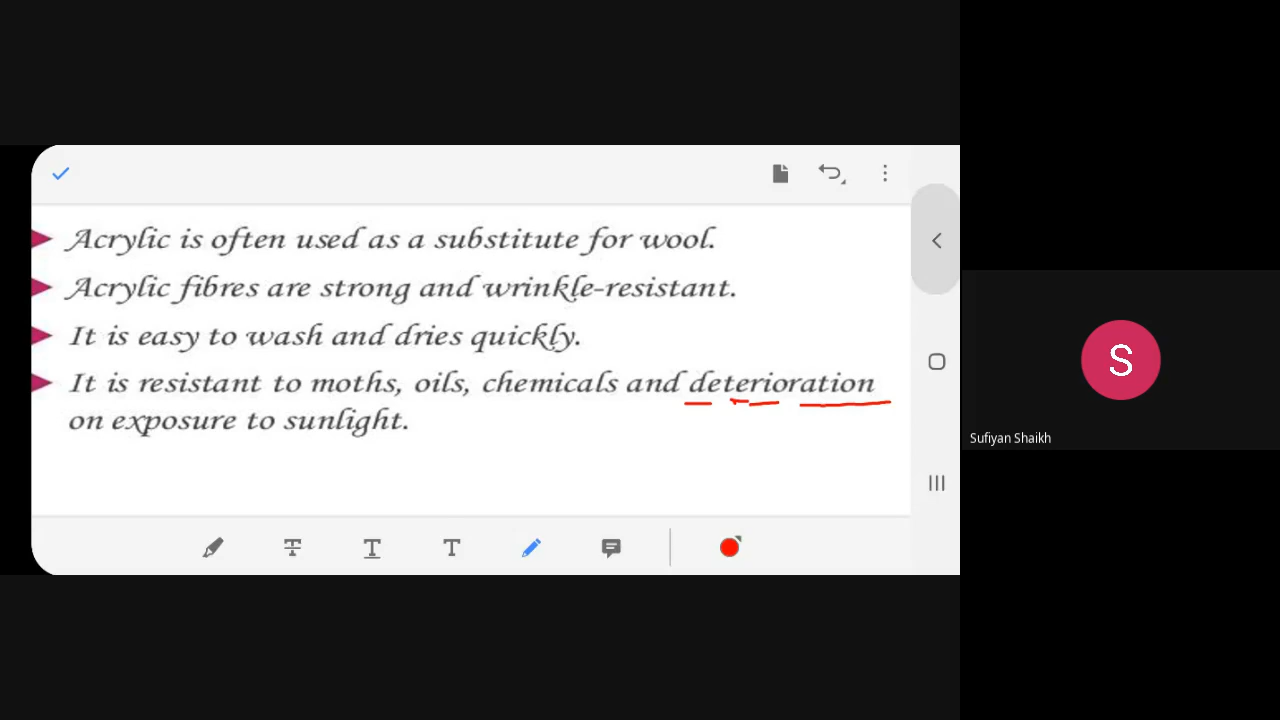 Acrylic is often used as a substitute for wool.
Acrylic fibres are strong and wrinkle-resistant.
It is easy to wash and dries quickly.
It is resistant to moths, oils, chemicals and deterioration
on exposure to sunlight.
S
Sufiyan Shaikh